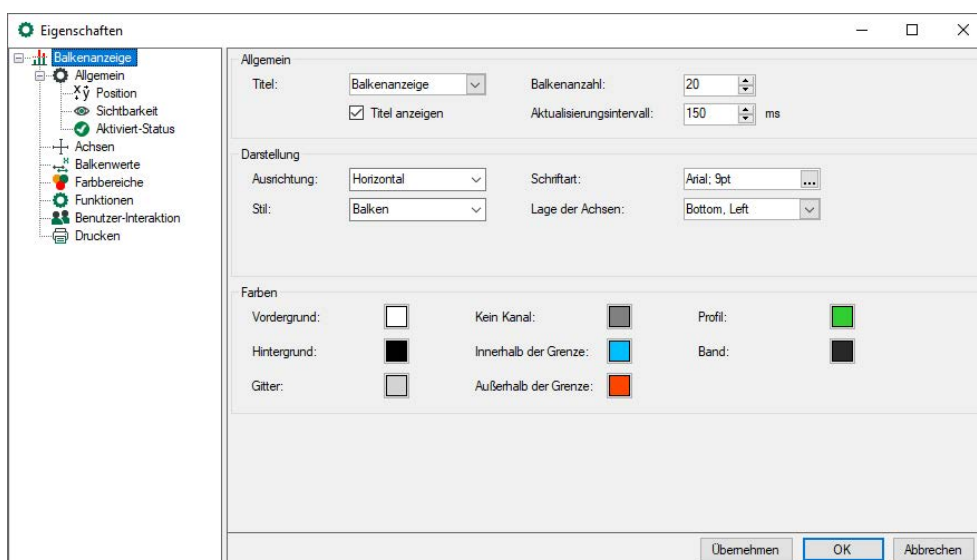 Eigenschaften
Balkenanzeige
Allgemein
Position
Sichtbarkeit
Aktiviert-Status
Achsen
Balkenwerte
Farbbereiche
Funktionen
Benutzer-Interaktion
Drucken
Allgemein
Titel: Balkenanzeige Balkenanzahl: 20
Titel anzeigen Aktualisierungsintervall: 150 ms
Darstellung
Ausrichtung: Horizontal Schriftart: Arial; 9pt ...
Stil: Balken Lage der Achsen: Bottom, Left
Farben
Vordergrund: Kein Kanal: Profil:
Hintergrund: Innerhalb der Grenze: Band:
Gitter: Außerhalb der Grenze:
Übernehmen OK Abbrechen